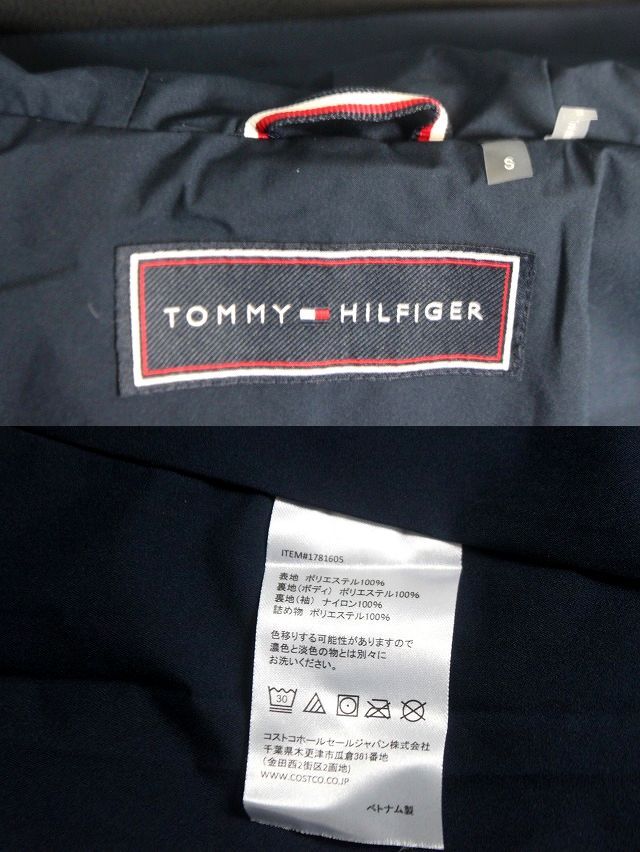 S
TOMMY HILFIGER
ITEM#1781605
表地 ポリエステル100%
裏地(ボディ) ポリエステル100%
裏地(袖) ナイロン100%
詰め物 ポリエステル100%
色移りする可能性がありますので
濃色と淡色の物とは別々に
お洗いください。
30
コストコホールセールジャパン株式会社
千葉県木更津市瓜倉361番地
(金田西2街区2画地)
WWW.COSTCO.CO.JP
ベトナム製